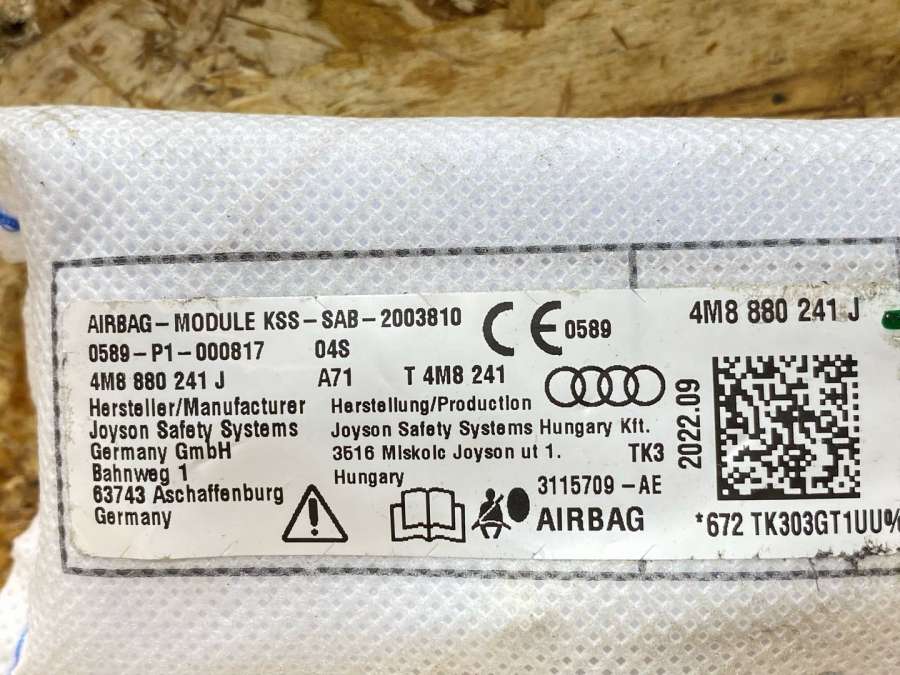 AIRBAG-MODULE KSS-SAB-2003810
0589-P1-000817 04S
4M8 880 241 J A71 T 4M8 241
CE 0589
Hersteller/Manufacturer
Joyson Safety Systems
Germany GmbH
Bahnweg 1
63743 Aschaffenburg
Germany
Herstellung/Production
Joyson Safety Systems Hungary Kft.
3516 Miskolc Joyson ut 1. TK3
Hungary
3115709-AE
AIRBAG
4M8 880 241 J
2022.09
*672 TK303GT1UU%